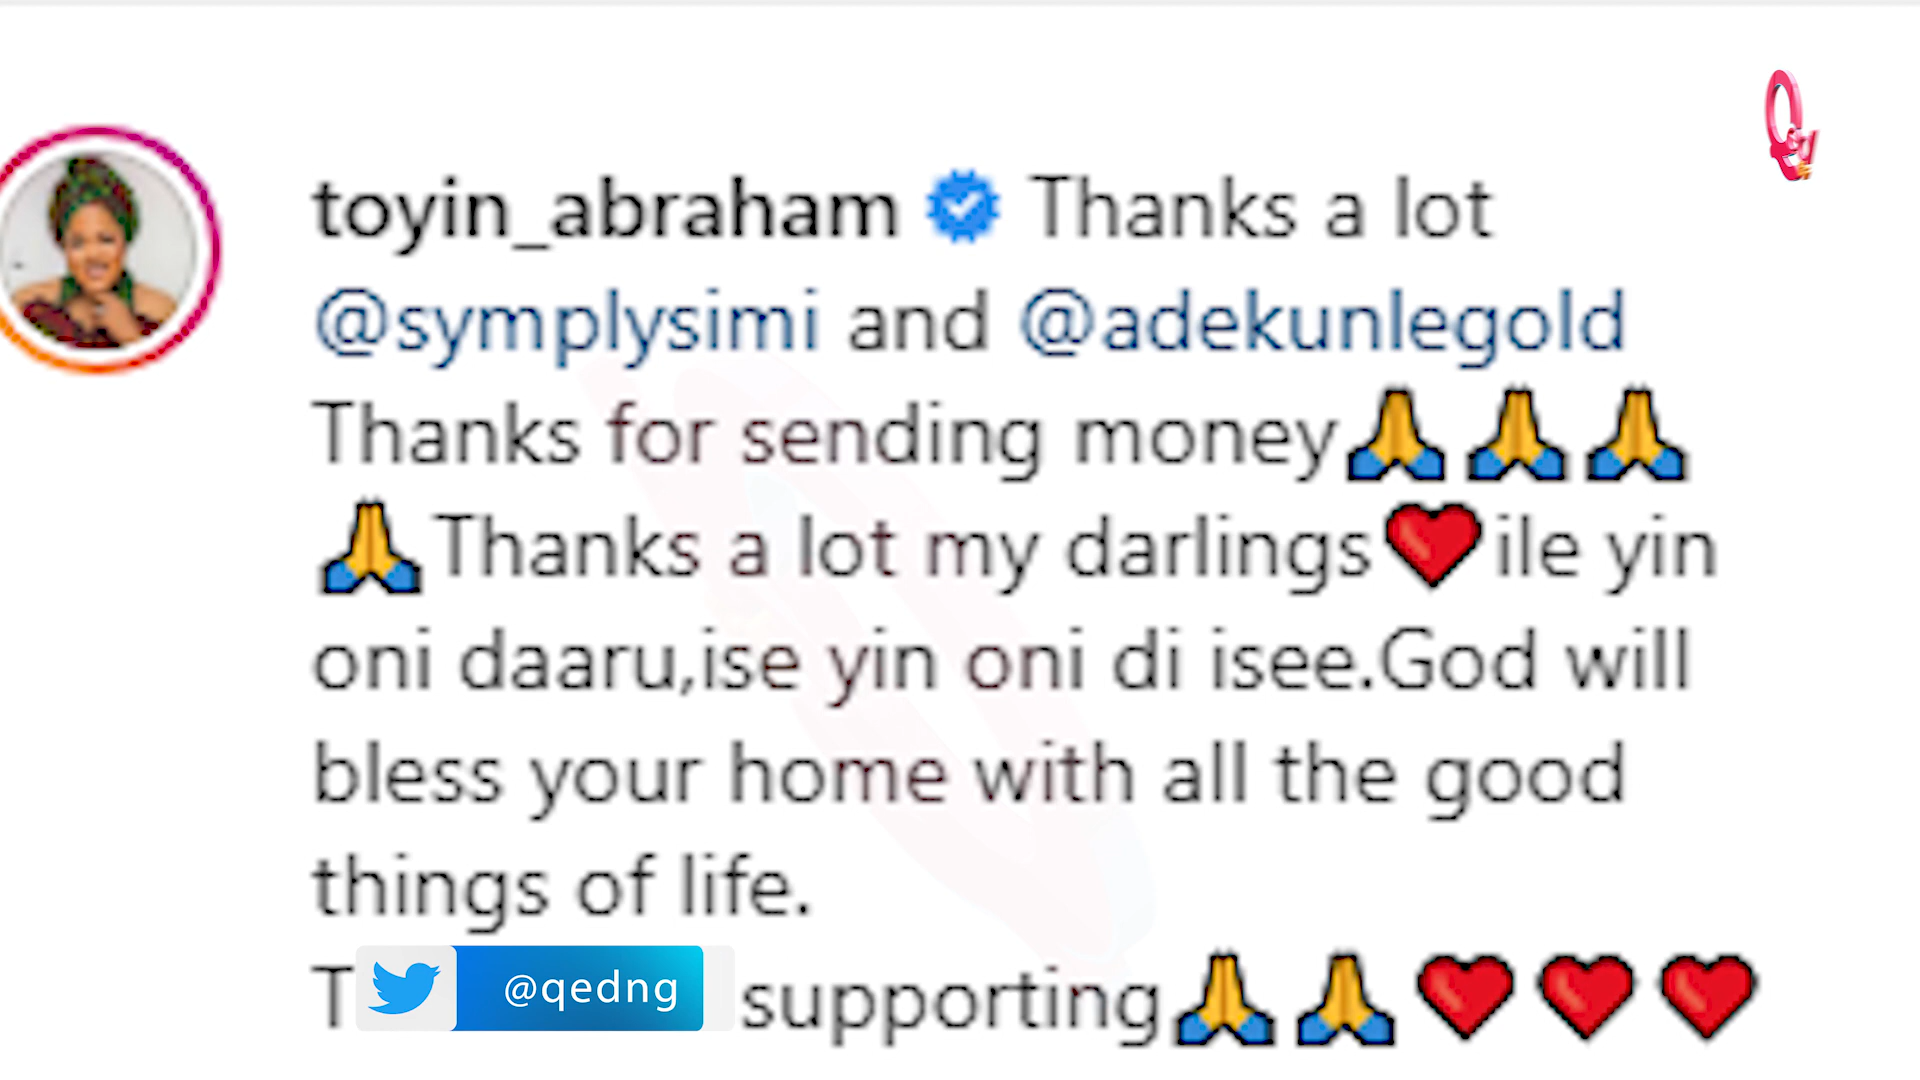 toyin_abraham Thanks a lot
@symplysimi and @adekunlegold
Thanks for sending money🙏🙏🙏
🙏Thanks a lot my darlings❤️ile yin
oni daaru,ise yin oni di isee.God will
bless your home with all the good
things of life.
T supporting🙏🙏❤️❤️❤️
@qedng